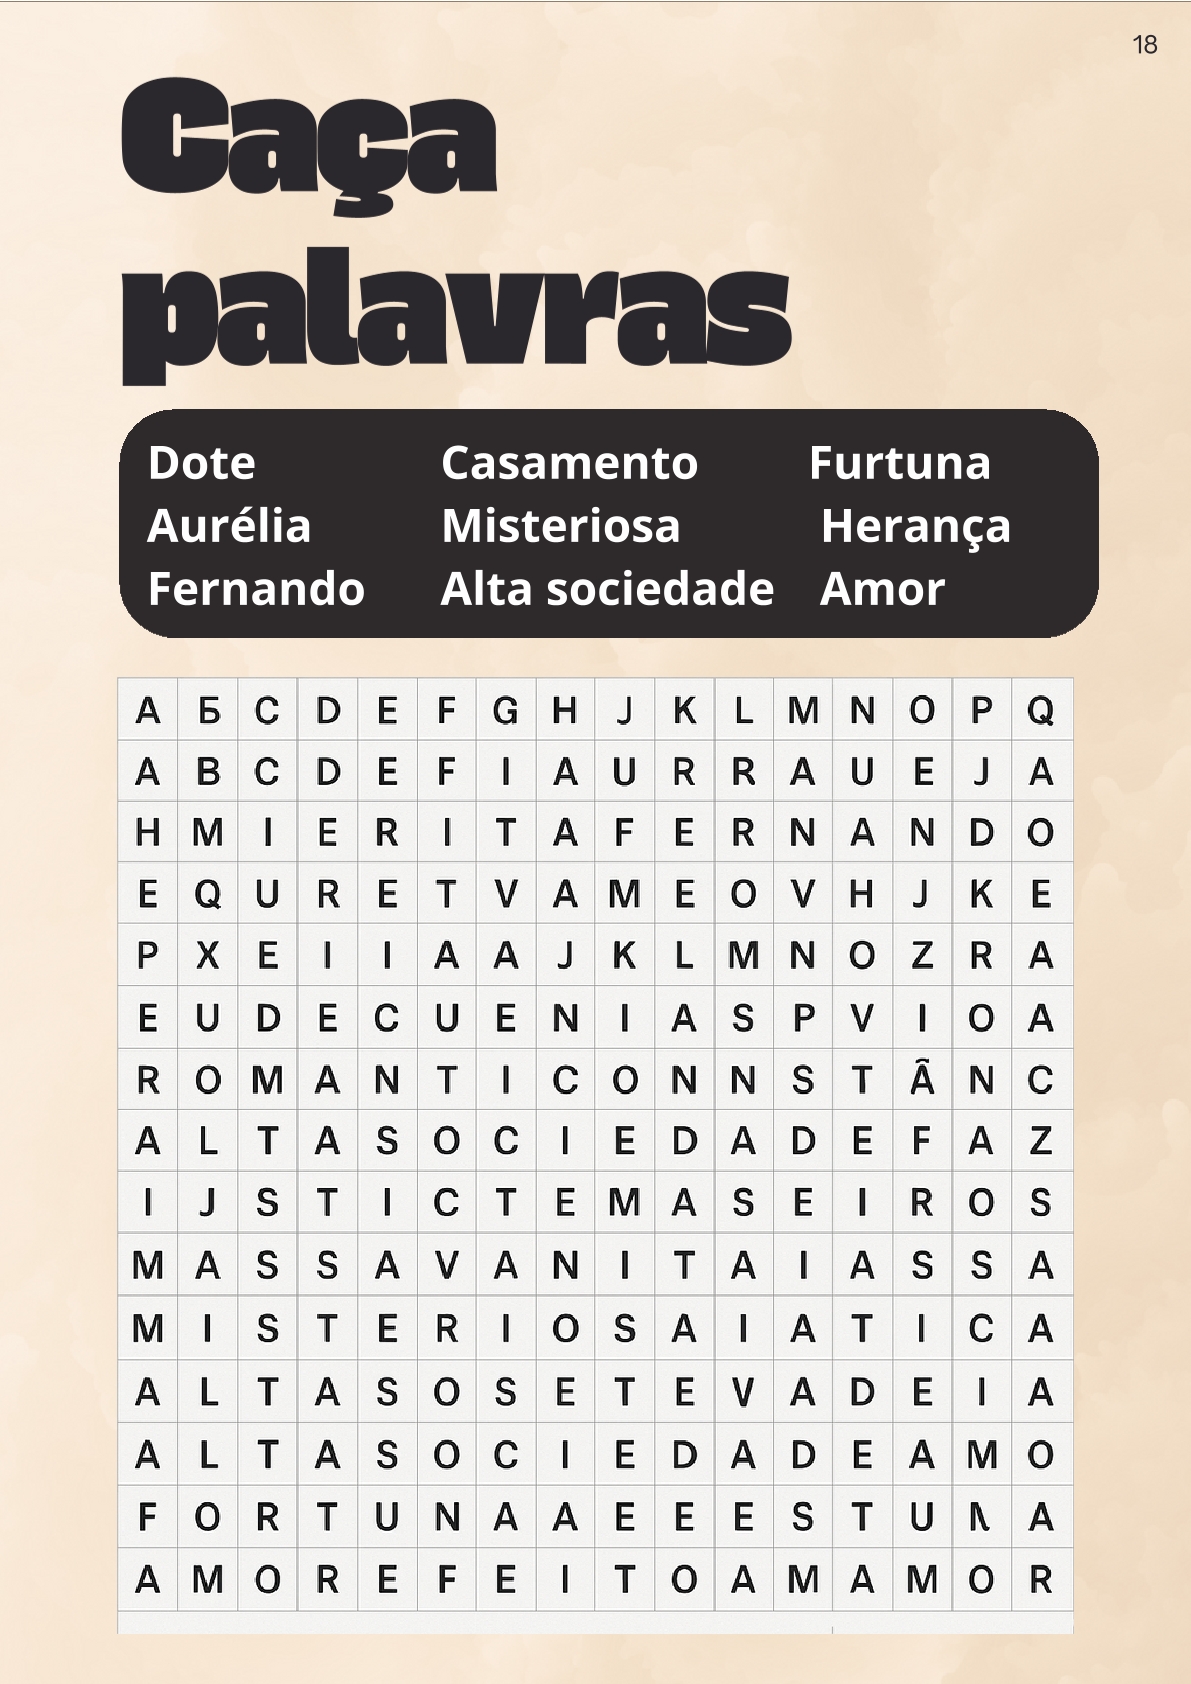 18
Caça
palavras
Dote Casamento Furtuna
Aurélia Misteriosa Herança
Fernando Alta sociedade Amor
A Б C D E F G H J K L M N O P Q
A B C D E F I A U R R A U E J A
H M I E R I T A F E R N A N D O
E Q U R E T V A M E O V H J K E
P X E I I A A J K L M N O Z R A
E U D E C U E N I A S P V I O A
R O M A N T I C O N N S T Â N C
A L T A S O C I E D A D E F A Z
I J S T I C T E M A S E I R O S
M A S S A V A N I T A I A S S A
M I S T E R I O S A I A T I C A
A L T A S O S E T E V A D E I A
A L T A S O C I E D A D E A M O
F O R T U N A A E E E S T U A
A M O R E F E I T O A M A M O R